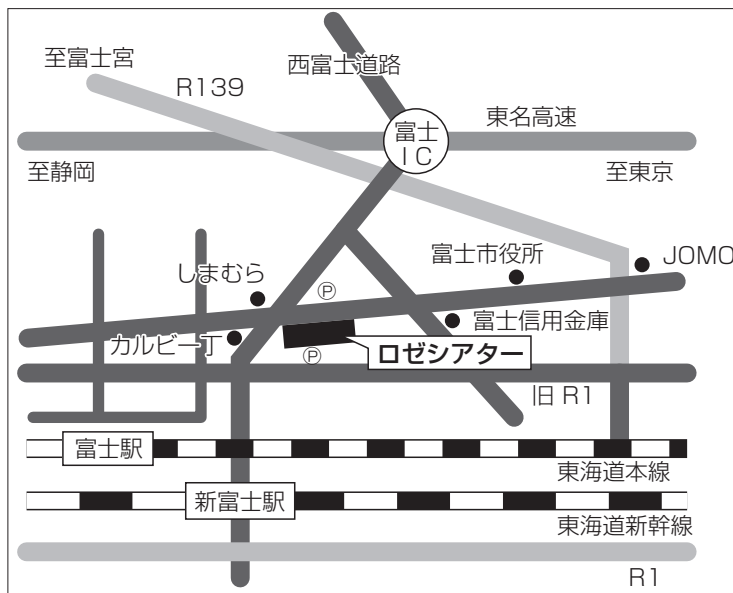 至富士宮
西富士道路
R139
富士
IC
東名高速
至静岡
至東京
しまむら
Ⓟ
富士市役所
JOMO
カルビ一丁
富士信用金庫
ロゼシアター
Ⓟ
旧 R1
富士駅
東海道本線
新富士駅
東海道新幹線
R1